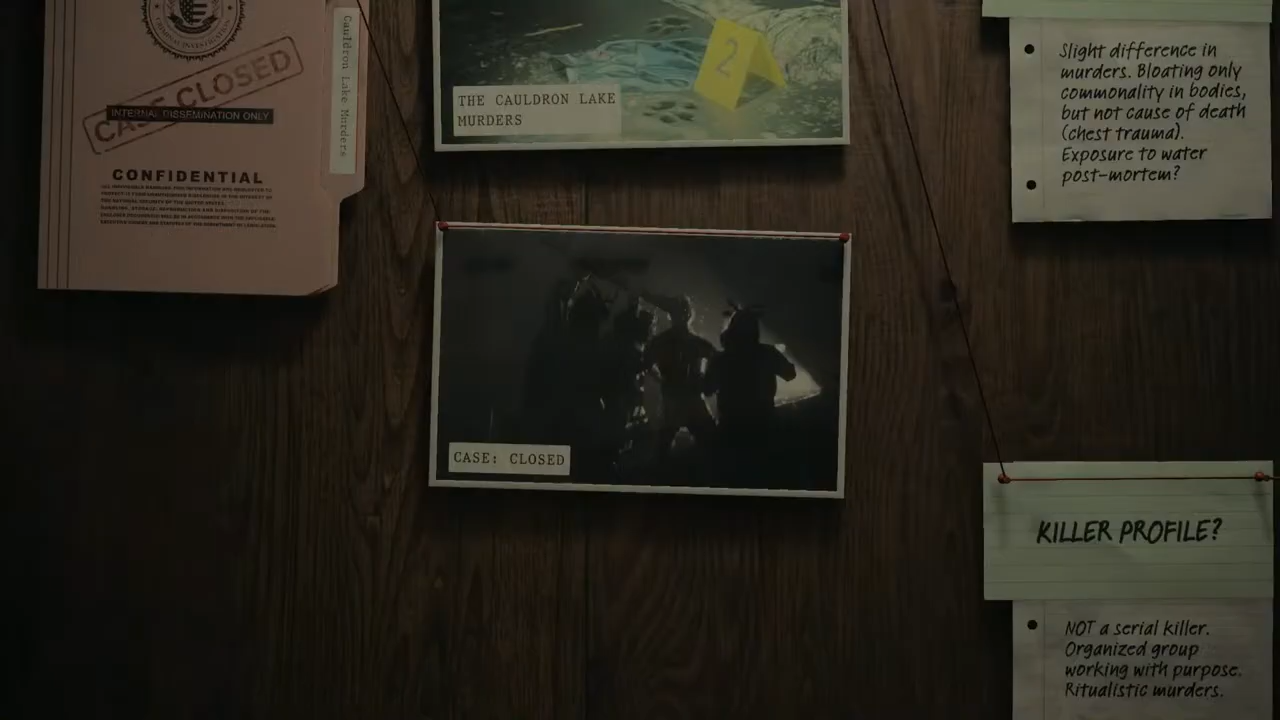 CRIMINAL INVESTIGATION
CASE CLOSED
INTERNAL DISSEMINATION ONLY
CONFIDENTIAL
Cauldron Lake Murders
2
THE CAULDRON LAKE
MURDERS
CASE: CLOSED
Slight difference in
murders. Bloating only
commonality in bodies,
but not cause of death
(chest trauma).
Exposure to water
post-mortem?
KILLER PROFILE?
NOT a serial killer.
Organized group
working with purpose.
Ritualistic murders.